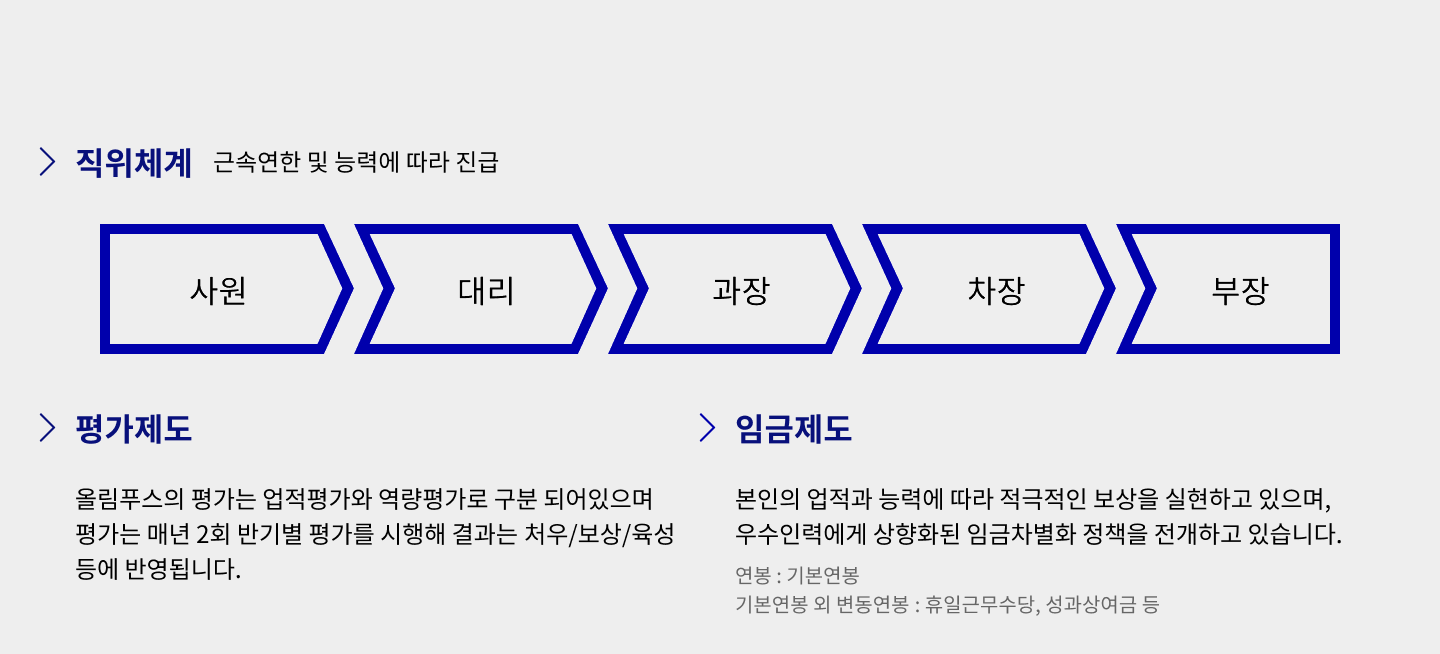 직위체계 근속연한 및 능력에 따라 진급
사원 대리 과장 차장 부장
평가제도
올림푸스의 평가는 업적평가와 역량평가로 구분 되어있으며
평가는 매년 2회 반기별 평가를 시행해 결과는 처우/보상/육성
등에 반영됩니다.
임금제도
본인의 업적과 능력에 따라 적극적인 보상을 실현하고 있으며,
우수인력에게 상향화된 임금차별화 정책을 전개하고 있습니다.
연봉 : 기본연봉
기본연봉 외 변동연봉 : 휴일근무수당, 성과상여금 등